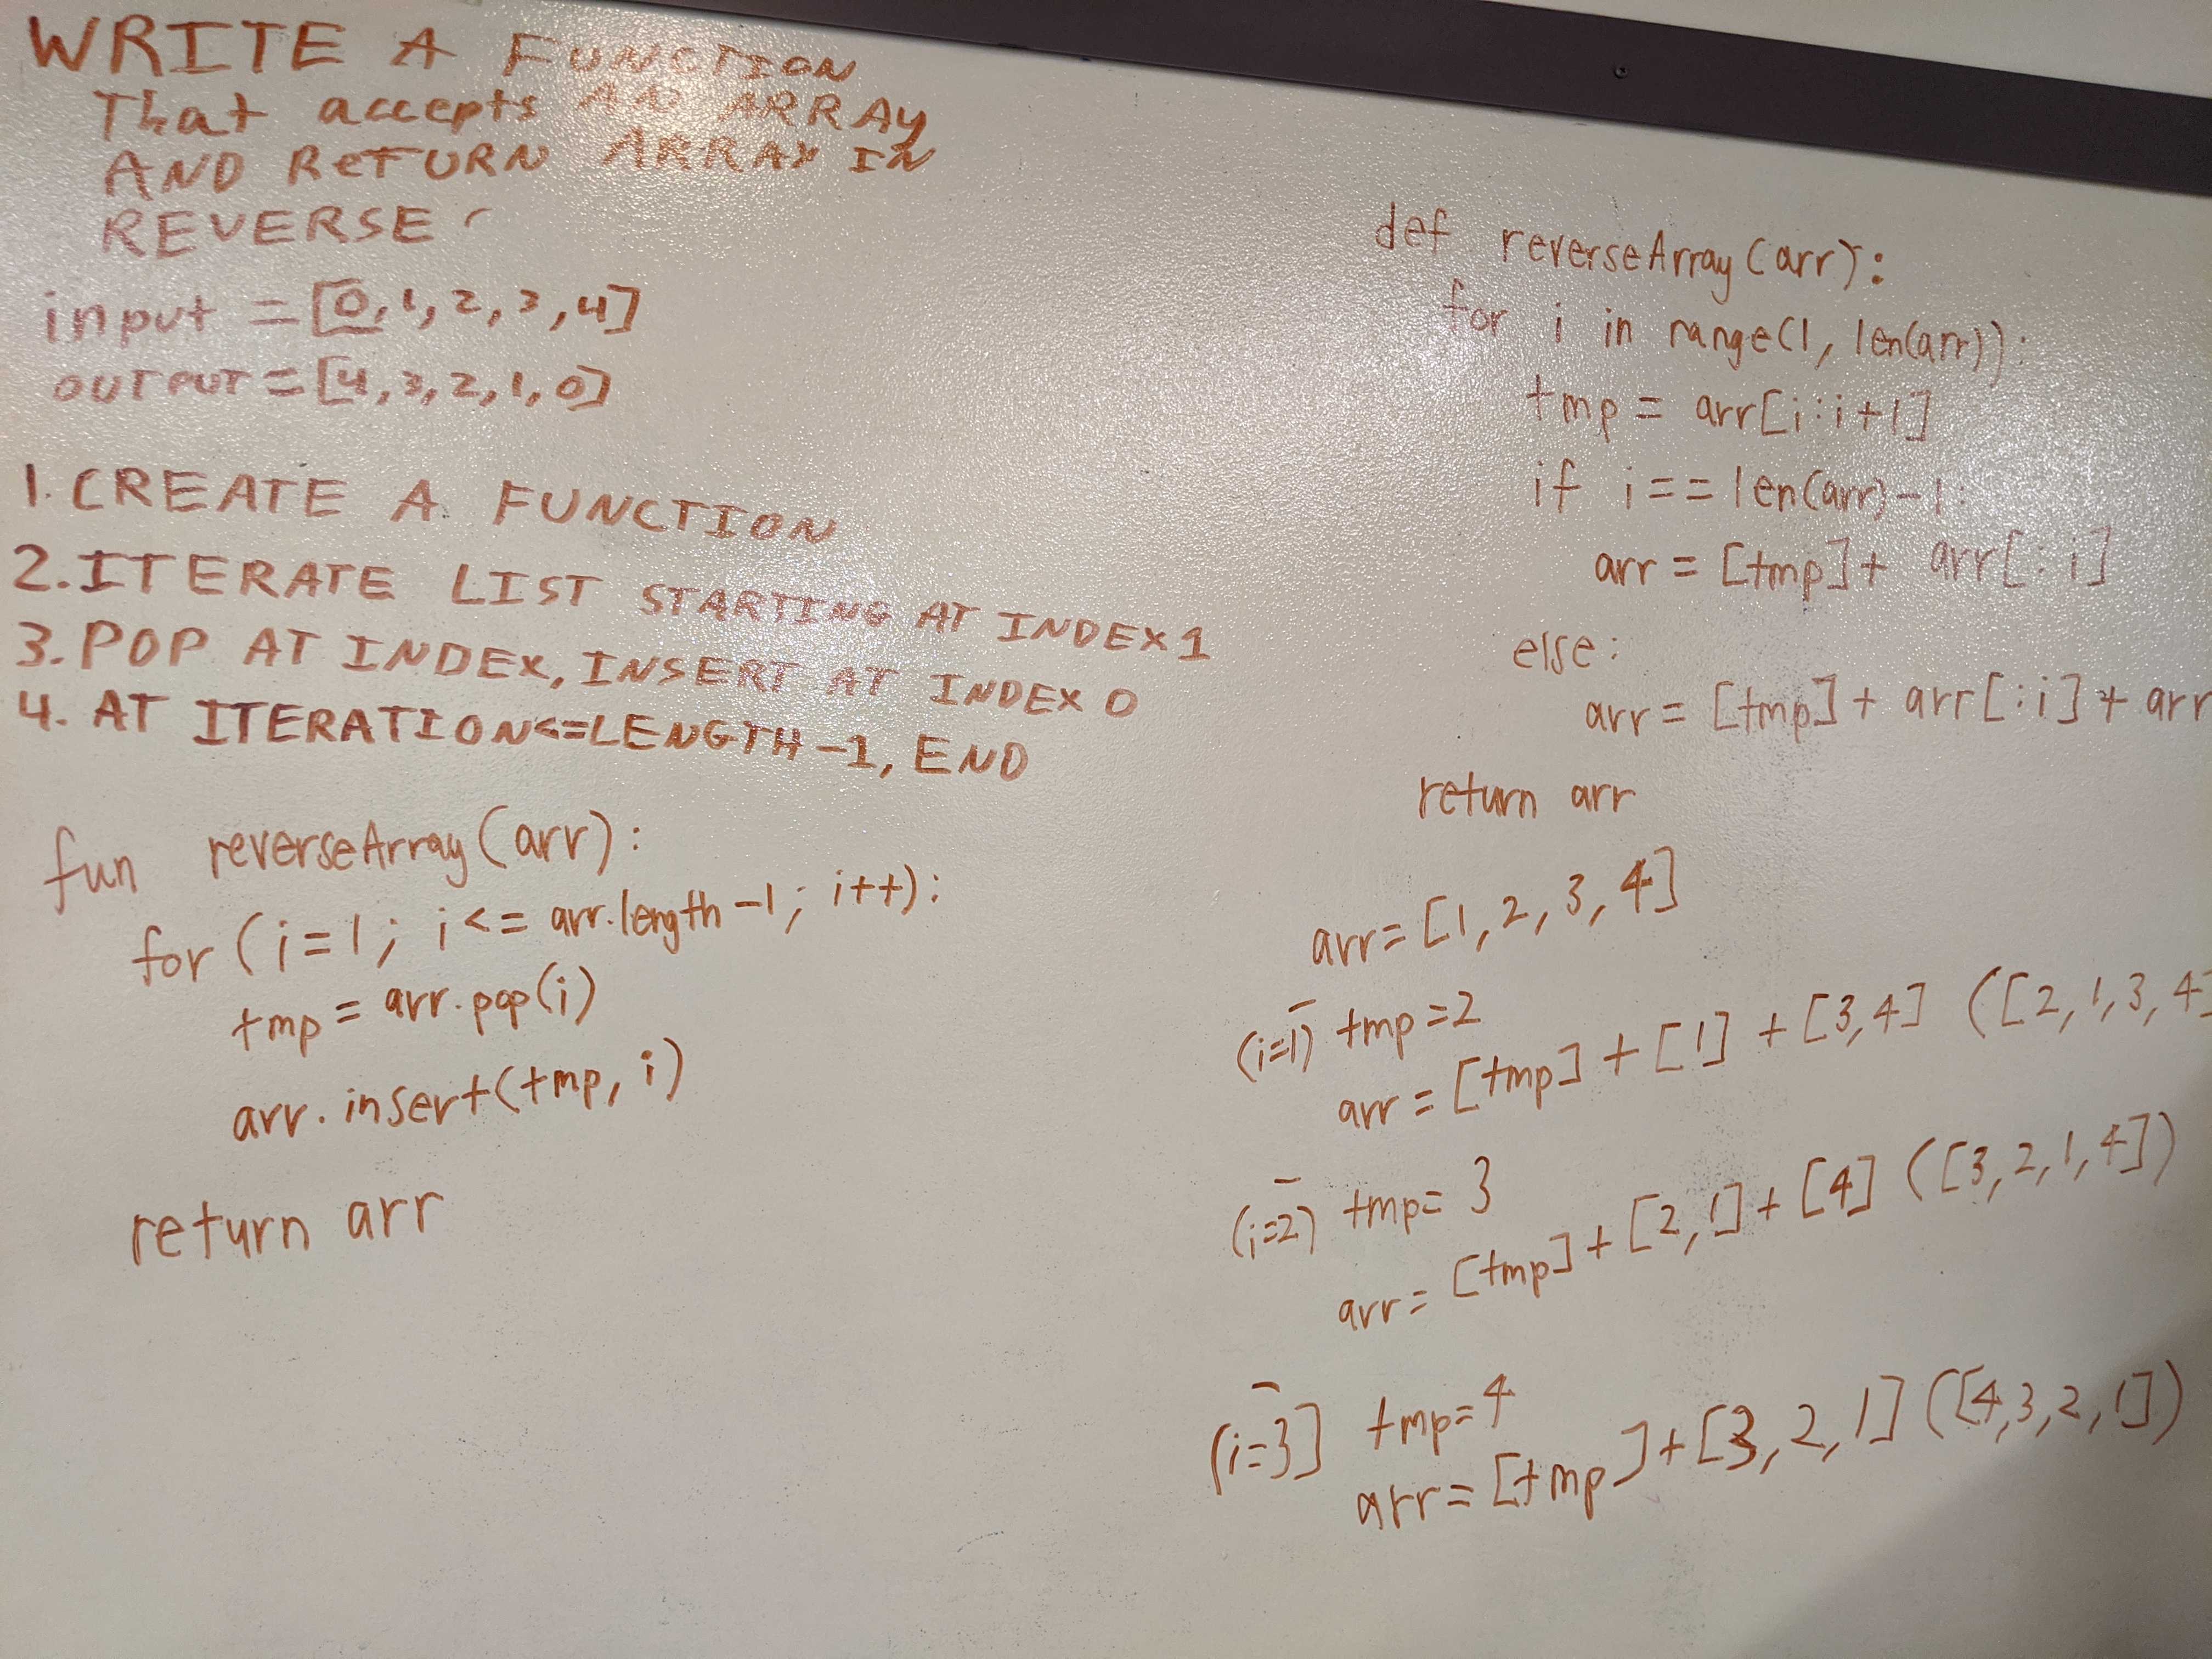 WRITE A FUNCTION
That accepts AN ARRAY
AND ReTURN ARRAY IN
REVERSE
input = [0, 1, 2, 3, 4]
OUTPUT = [4, 3, 2, 1, 0]
1. CREATE A FUNCTION
2. ITERATE LIST STARTING AT INDEX 1
3. POP AT INDEX, INSERT AT INDEX 0
4. AT ITERATION <= LENGTH - 1, END
fun reverseArray(arr):
for (i=1; i <= arr.length -1; i++):
tmp = arr.pop(i)
arr.insert(tmp, i)
return arr
def reverseArray(arr):
for i in range(1, len(arr)):
tmp = arr[i:i+1]
if i == len(arr)-1:
arr = [tmp] + arr[:i]
else:
arr = [tmp] + arr[:i] + arr
return arr
arr = [1, 2, 3, 4]
(i=1) tmp = 2
arr = [tmp] + [1] + [3,4] ([2,1,3,4]
(i=2) tmp = 3
arr = [tmp] + [2,1] + [4] ([3,2,1,4])
(i=3] tmp = 4
arr = [tmp] + [3,2,1] ([4,3,2,1])